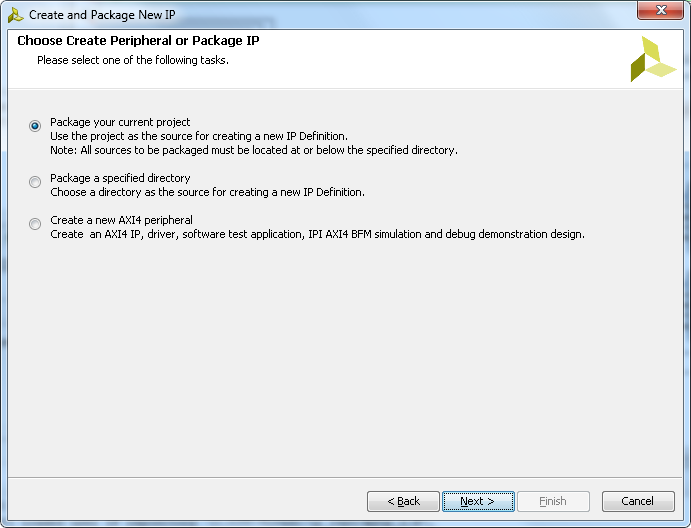 Create and Package New IP
Choose Create Peripheral or Package IP
Please select one of the following tasks.
Package your current project
Use the project as the source for creating a new IP Definition.
Note: All sources to be packaged must be located at or below the specified directory.
Package a specified directory
Choose a directory as the source for creating a new IP Definition.
Create a new AXI4 peripheral
Create  an AXI4 IP, driver, software test application, IPI AXI4 BFM simulation and debug demonstration design.
< Back
Next >
Finish
Cancel